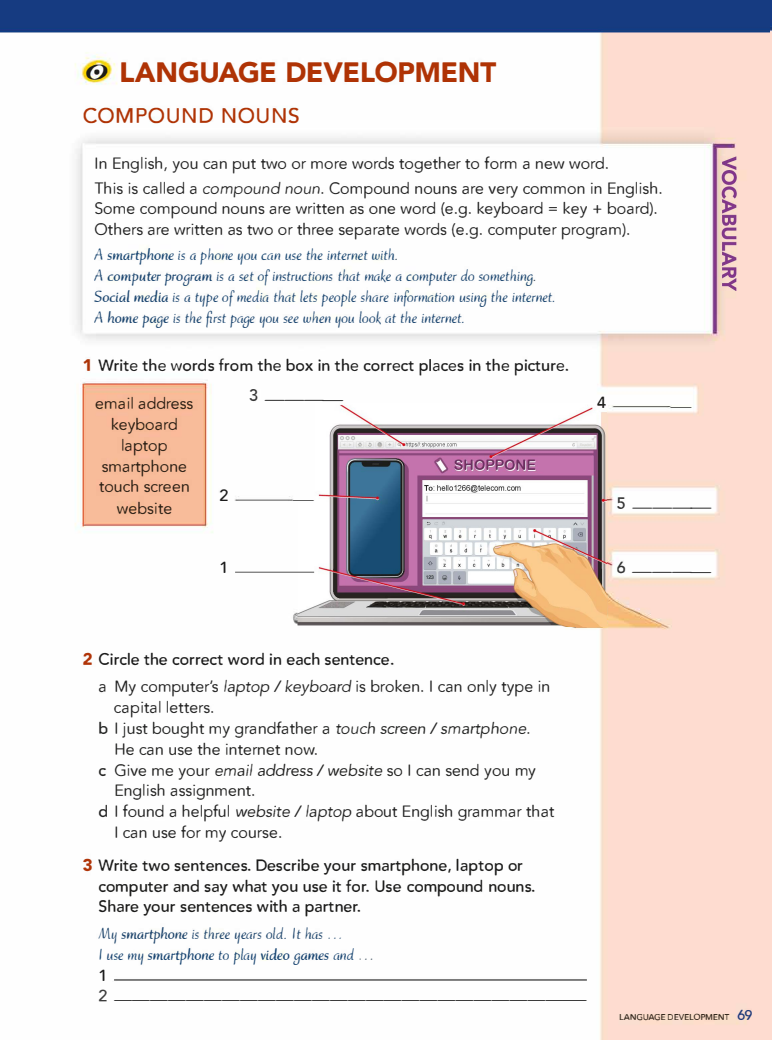 LANGUAGE DEVELOPMENT
COMPOUND NOUNS
In English, you can put two or more words together to form a new word.
This is called a compound noun. Compound nouns are very common in English.
Some compound nouns are written as one word (e.g. keyboard = key + board).
Others are written as two or three separate words (e.g. computer program).
A smartphone is a phone you can use the internet with.
A computer program is a set of instructions that make a computer do something.
Social media is a type of media that lets people share information using the internet.
A home page is the first page you see when you look at the internet.
VOCABULARY
1 Write the words from the box in the correct places in the picture.
email address
keyboard
laptop
smartphone
touch screen
website
3 __________
4 __________
2 __________
5 __________
1 __________
6 __________
SHOPPONE
To: hello1266@telecom.com
q w e r t y u i o p
a s d f
z x c v b
123
2 Circle the correct word in each sentence.
a My computer's laptop / keyboard is broken. I can only type in
capital letters.
b I just bought my grandfather a touch screen / smartphone.
He can use the internet now.
c Give me your email address / website so I can send you my
English assignment.
d I found a helpful website / laptop about English grammar that
I can use for my course.
3 Write two sentences. Describe your smartphone, laptop or
computer and say what you use it for. Use compound nouns.
Share your sentences with a partner.
My smartphone is three years old. It has ...
I use my smartphone to play video games and ...
1 __________
2 __________
LANGUAGE DEVELOPMENT 69